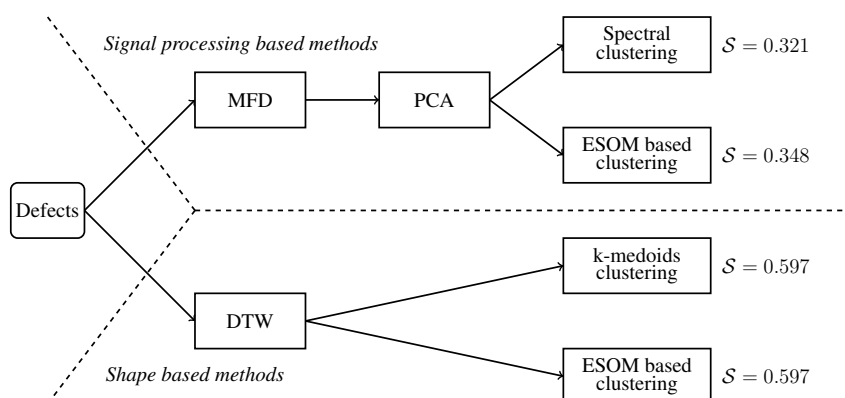 Signal processing based methods
Spectral
clustering
S = 0.321
MFD
PCA
ESOM based
clustering
S = 0.348
Defects
k-medoids
clustering
S = 0.597
DTW
Shape based methods
ESOM based
clustering
S = 0.597